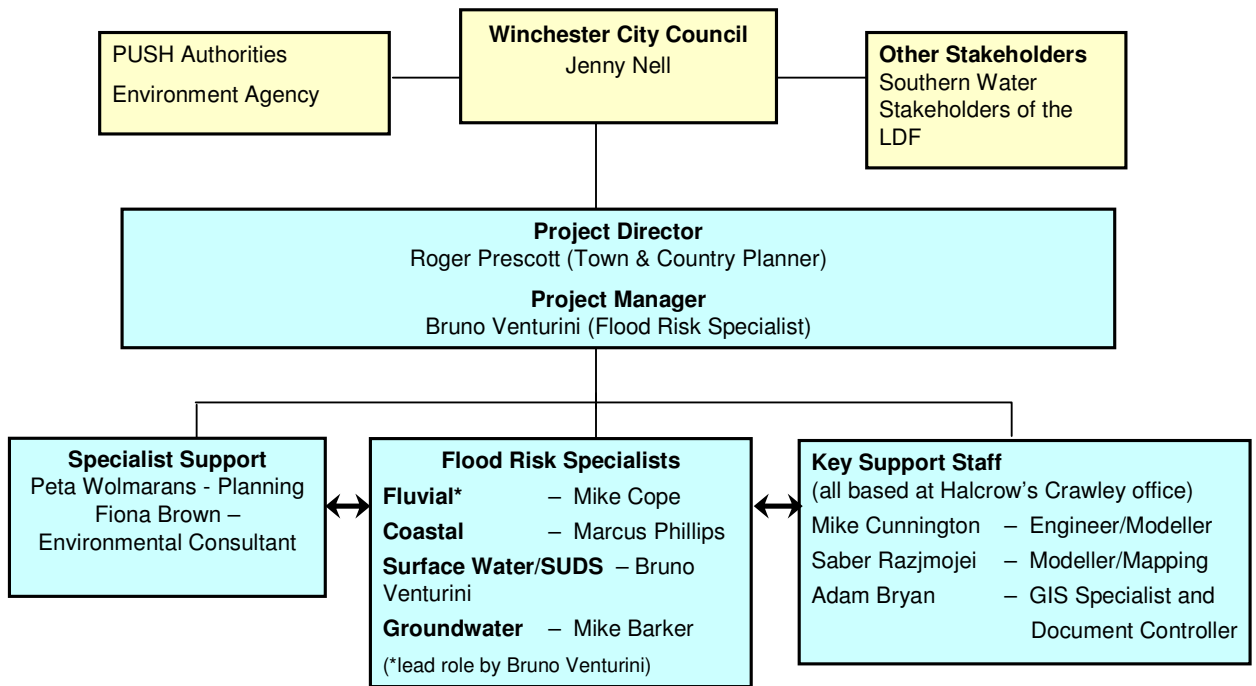 PUSH Authorities
Environment Agency
Winchester City Council
Jenny Nell
Other Stakeholders
Southern Water
Stakeholders of the
LDF
Project Director
Roger Prescott (Town & Country Planner)
Project Manager
Bruno Venturini (Flood Risk Specialist)
Specialist Support
Peta Wolmarans - Planning
Fiona Brown –
Environmental Consultant
Flood Risk Specialists
Fluvial* – Mike Cope
Coastal – Marcus Phillips
Surface Water/SUDS – Bruno
Venturini
Groundwater – Mike Barker
(*lead role by Bruno Venturini)
Key Support Staff
(all based at Halcrow's Crawley office)
Mike Cunnington – Engineer/Modeller
Saber Razjmojei – Modeller/Mapping
Adam Bryan – GIS Specialist and
Document Controller